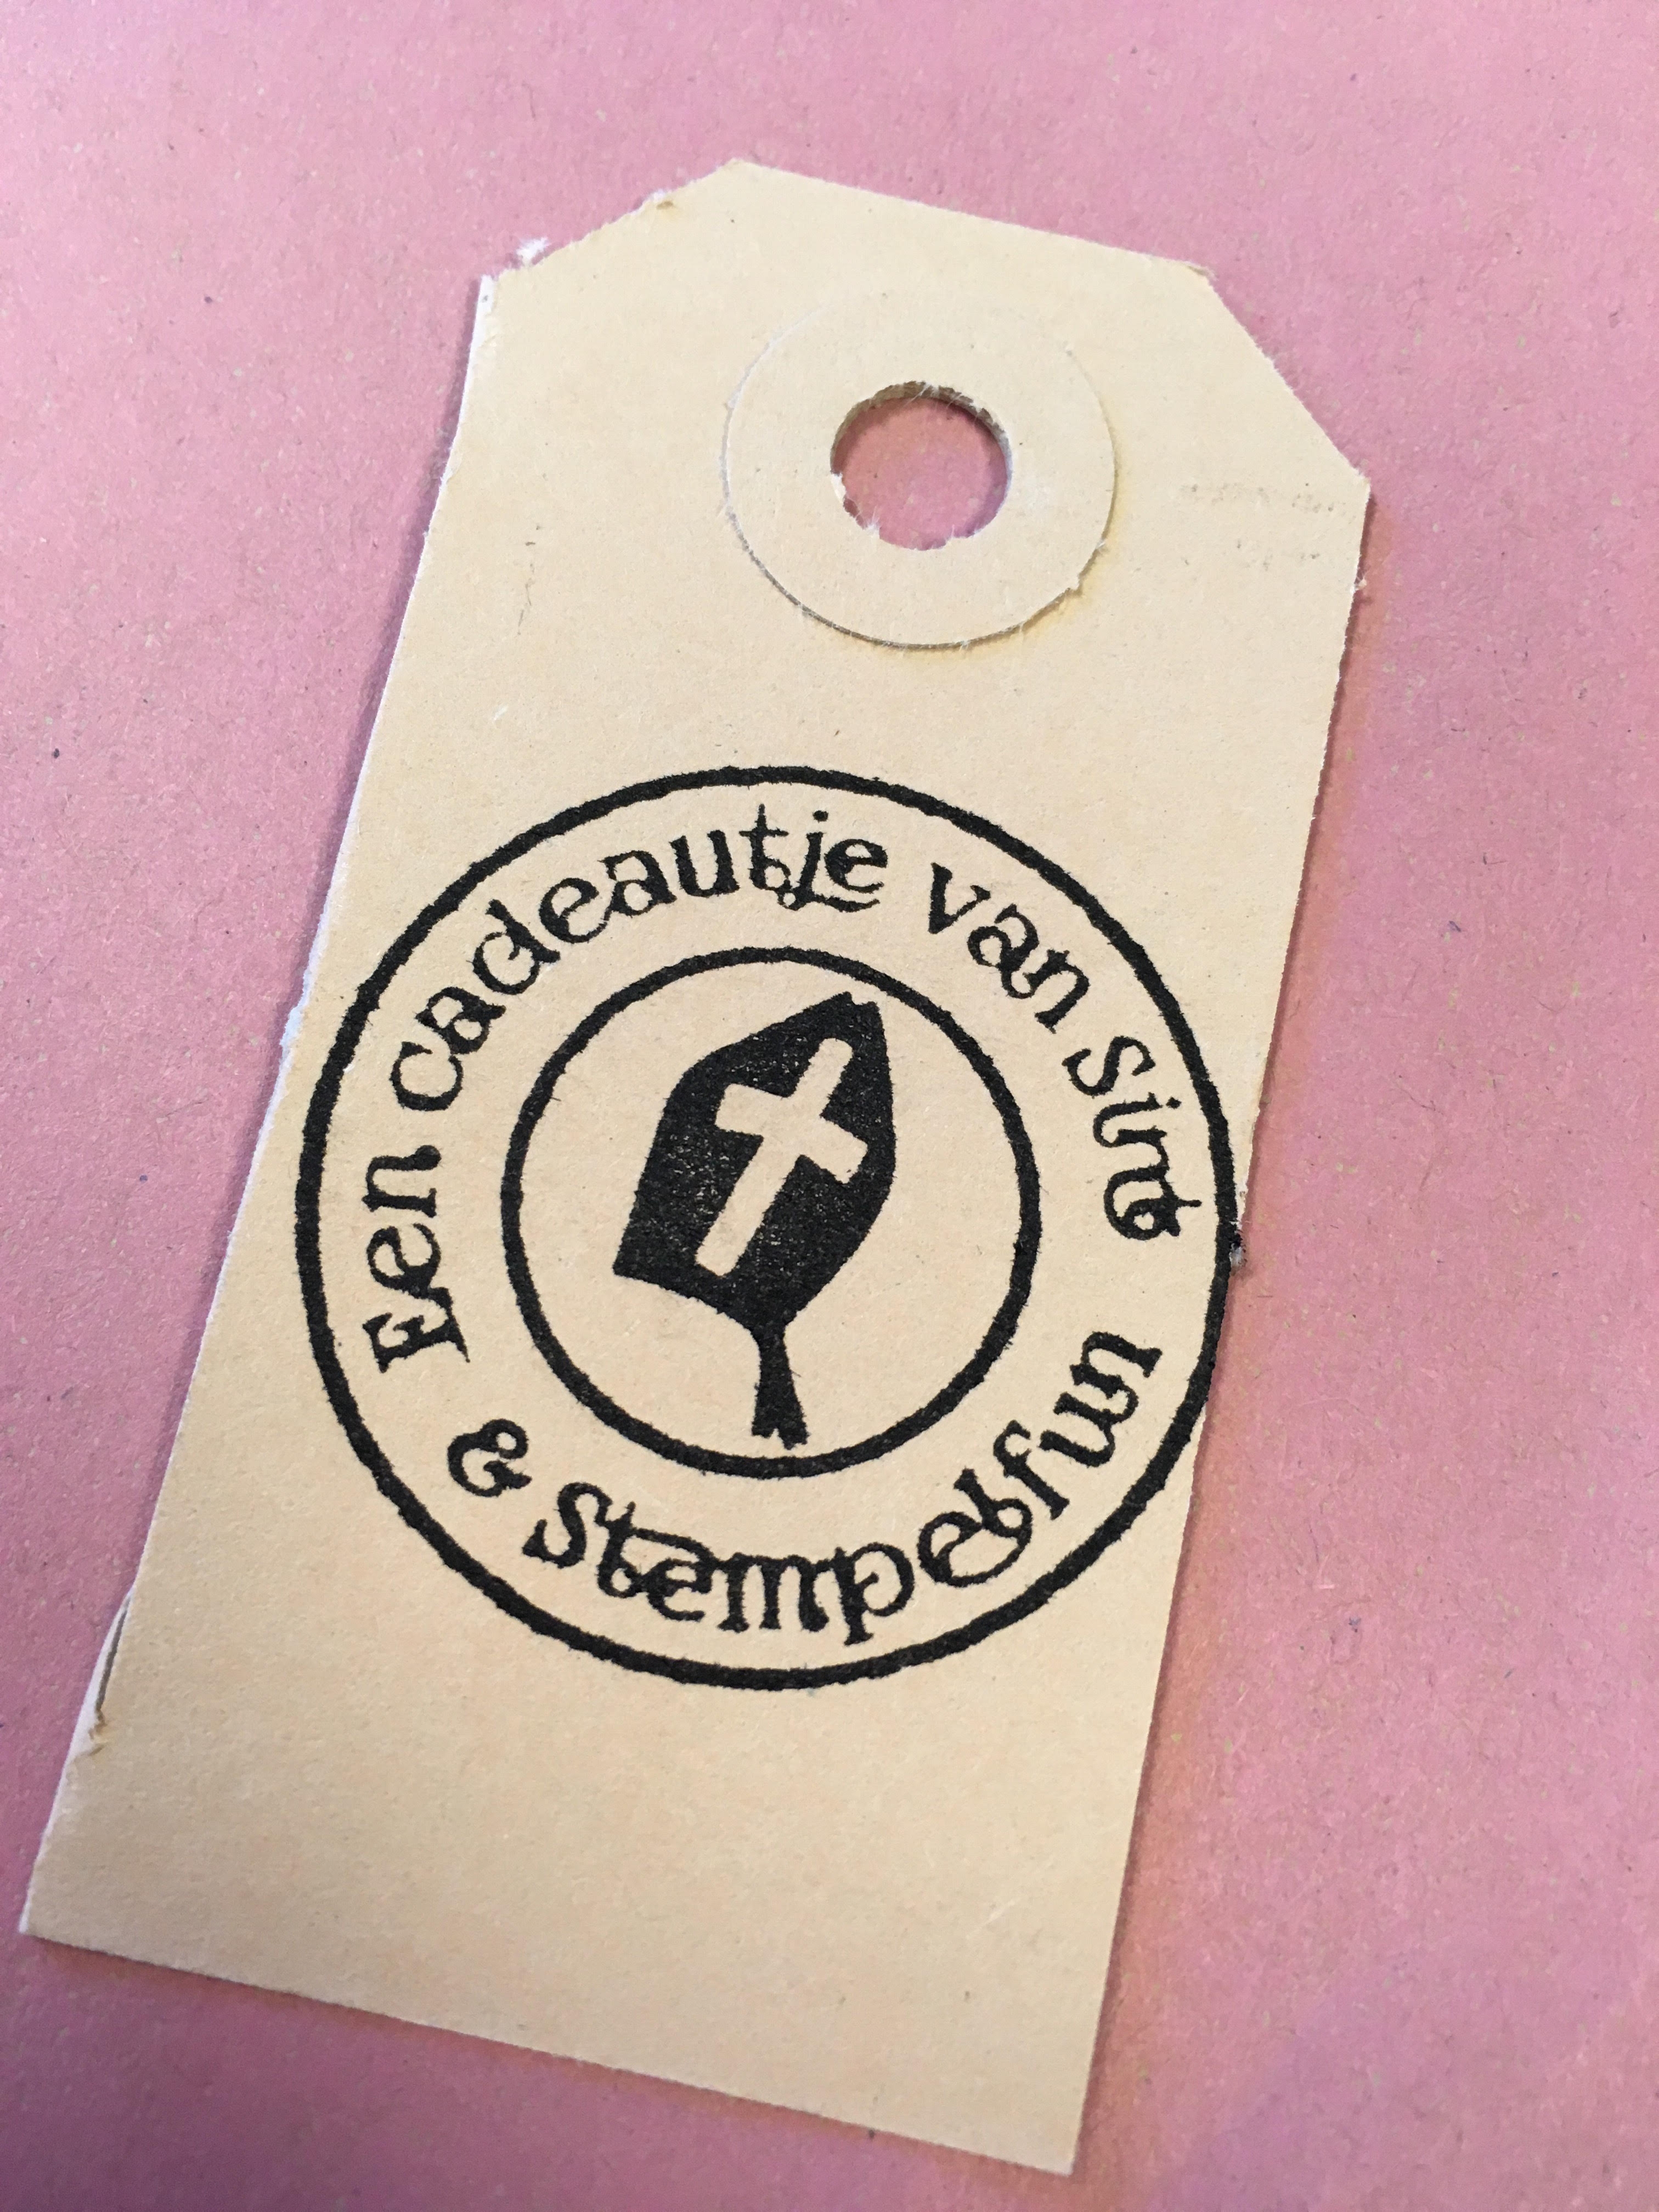 Een cadeautje van Sint
& Stempelfun